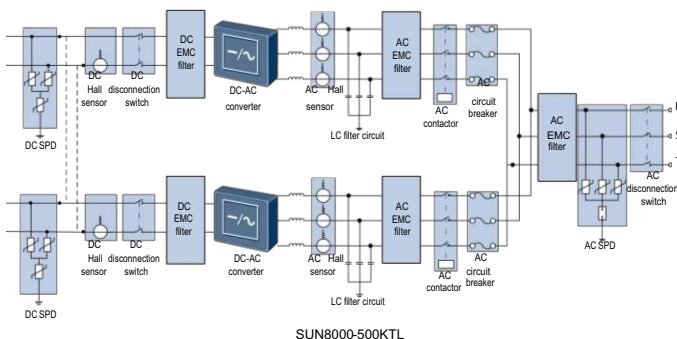 DC SPD
DC
Hall
sensor
DC
disconnection
switch
DC
EMC
filter
DC-AC
converter
AC Hall
sensor
LC filter circuit
AC
EMC
filter
AC
contactor
AC
circuit
breaker
DC SPD
DC
Hall
sensor
DC
disconnection
switch
DC
EMC
filter
DC-AC
converter
AC Hall
sensor
LC filter circuit
AC
EMC
filter
AC
contactor
AC
circuit
breaker
AC
EMC
filter
AC SPD
AC
disconnection
switch
SUN8000-500KTL